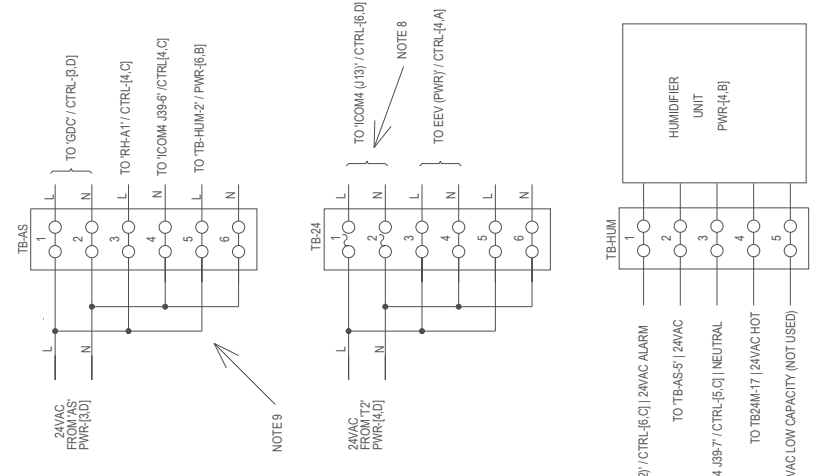 TB-AS
24VAC
FROM 'AS'
PWR-[3,D]
L
N
1
2
3
4
5
6
L
N
L
N
L
N
TO 'GDC' / CTRL-[3,D]
TO 'RH-A1' / CTRL-[4,C]
TO 'ICOM4 J39-6' /CTRL[4,C]
TO 'TB-HUM-2' / PWR-[6,B]
NOTE 9
TB-24
24VAC
FROM 'T2'
PWR-[4,D]
L
N
1
2
3
4
5
6
L
N
L
N
L
N
TO 'ICOM4 (J13)' / CTRL-[6,D]
NOTE 8
TO EEV (PWR)' / CTRL-[4,A]
TB-HUM
1
2
3
4
5
HUMIDIFIER
UNIT
PWR-[4,B]
2)' / CTRL-[6,C] | 24VAC ALARM
TO 'TB-AS-5' | 24VAC
4 J39-7' / CTRL-[5,C] | NEUTRAL
TO TB24M-17 | 24VAC HOT
VAC LOW CAPACITY (NOT USED)